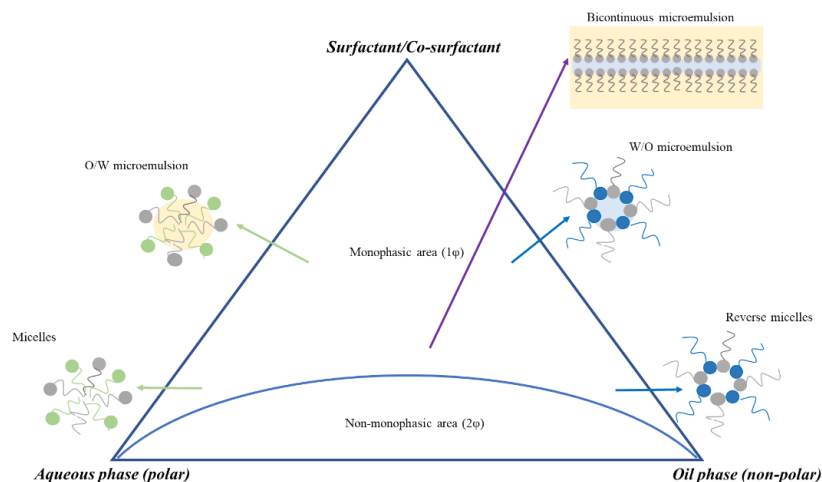 Bicontinuous microemulsion
Surfactant/Co-surfactant
W/O microemulsion
O/W microemulsion
Monophasic area (1φ)
Reverse micelles
Micelles
Non-monophasic area (2φ)
Aqueous phase (polar)
Oil phase (non-polar)